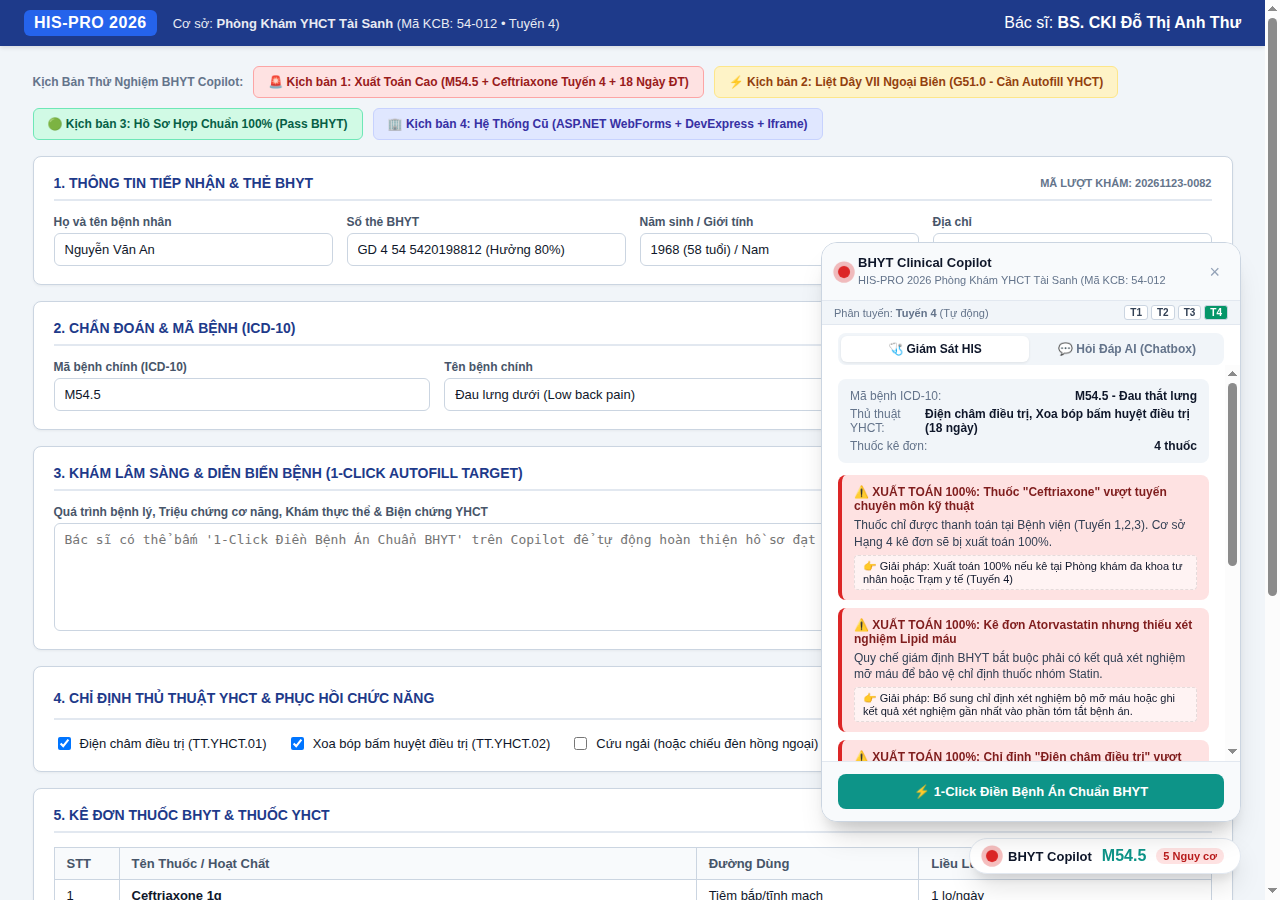 HIS-PRO 2026
Cơ sở: Phòng Khám YHCT Tài Sanh (Mã KCB: 54-012 • Tuyến 4)
Bác sĩ: BS. CKI Đỗ Thị Anh Thư
Kịch Bản Thử Nghiệm BHYT Copilot:
🚨 Kịch bản 1: Xuất Toán Cao (M54.5 + Ceftriaxone Tuyến 4 + 18 Ngày ĐT)
⚡ Kịch bản 2: Liệt Dây VII Ngoại Biên (G51.0 - Cần Autofill YHCT)
🟢 Kịch bản 3: Hồ Sơ Hợp Chuẩn 100% (Pass BHYT)
🏢 Kịch bản 4: Hệ Thống Cũ (ASP.NET WebForms + DevExpress + Iframe)
1. THÔNG TIN TIẾP NHẬN & THẺ BHYT
MÃ LƯỢT KHÁM: 20261123-0082
Họ và tên bệnh nhân
Số thẻ BHYT
Năm sinh / Giới tính
Địa chỉ
Nguyễn Văn An
GD 4 54 5420198812 (Hưởng 80%)
1968 (58 tuổi) / Nam
2. CHẨN ĐOÁN & MÃ BỆNH (ICD-10)
Mã bệnh chính (ICD-10)
Tên bệnh chính
M54.5
Đau lưng dưới (Low back pain)
3. KHÁM LÂM SÀNG & DIỄN BIẾN BỆNH (1-CLICK AUTOFILL TARGET)
Quá trình bệnh lý, Triệu chứng cơ năng, Khám thực thể & Biện chứng YHCT
Bác sĩ có thể bấm '1-Click Điền Bệnh Án Chuẩn BHYT' trên Copilot để tự động hoàn thiện hồ sơ đạt
4. CHỈ ĐỊNH THỦ THUẬT YHCT & PHỤC HỒI CHỨC NĂNG
Điện châm điều trị (TT.YHCT.01)
Xoa bóp bấm huyệt điều trị (TT.YHCT.02)
Cứu ngải (hoặc chiếu đèn hồng ngoại)
5. KÊ ĐƠN THUỐC BHYT & THUỐC YHCT
STT
Tên Thuốc / Hoạt Chất
Đường Dùng
1
Ceftriaxone 1g
Tiêm bắp/tĩnh mạch
1 lọ/ngày
BHYT Clinical Copilot
HIS-PRO 2026 Phòng Khám YHCT Tài Sanh (Mã KCB: 54-012
×
Phân tuyến: Tuyến 4 (Tự động)
T1
T2
T3
T4
🩺 Giám Sát HIS
💬 Hỏi Đáp AI (Chatbox)
Mã bệnh ICD-10:
M54.5 - Đau thắt lưng
Thủ thuật YHCT:
Điện châm điều trị, Xoa bóp bấm huyệt điều trị (18 ngày)
Thuốc kê đơn:
4 thuốc
⚠️ XUẤT TOÁN 100%: Thuốc "Ceftriaxone" vượt tuyến
chuyên môn kỹ thuật
Thuốc chỉ được thanh toán tại Bệnh viện (Tuyến 1,2,3). Cơ sở
Hạng 4 kê đơn sẽ bị xuất toán 100%.
👉 Giải pháp: Xuất toán 100% nếu kê tại Phòng khám đa khoa tư
nhân hoặc Trạm y tế (Tuyến 4)
⚠️ XUẤT TOÁN 100%: Kê đơn Atorvastatin nhưng thiếu xét
nghiệm Lipid máu
Quy chế giám định BHYT bắt buộc phải có kết quả xét nghiệm
mỡ máu để bảo vệ chỉ định thuốc nhóm Statin.
👉 Giải pháp: Bổ sung chỉ định xét nghiệm bộ mỡ máu hoặc ghi
kết quả xét nghiệm gần nhất vào phần tóm tắt bệnh án.
⚠️ XUẤT TOÁN 100%: Chỉ định "Điện châm điều trị" vượt
⚡ 1-Click Điền Bệnh Án Chuẩn BHYT
BHYT Copilot
M54.5
5 Nguy cơ